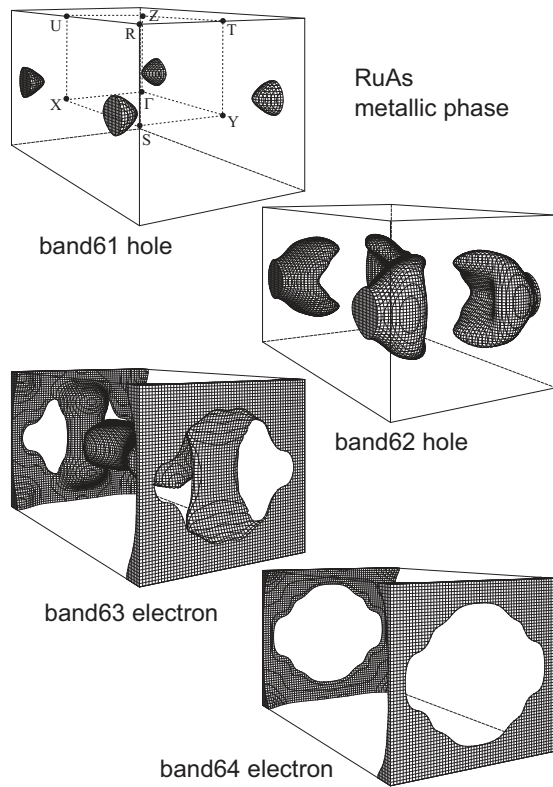 U Z T
R
RuAs
metallic phase
X Γ Y
S
band61 hole
band62 hole
band63 electron
band64 electron